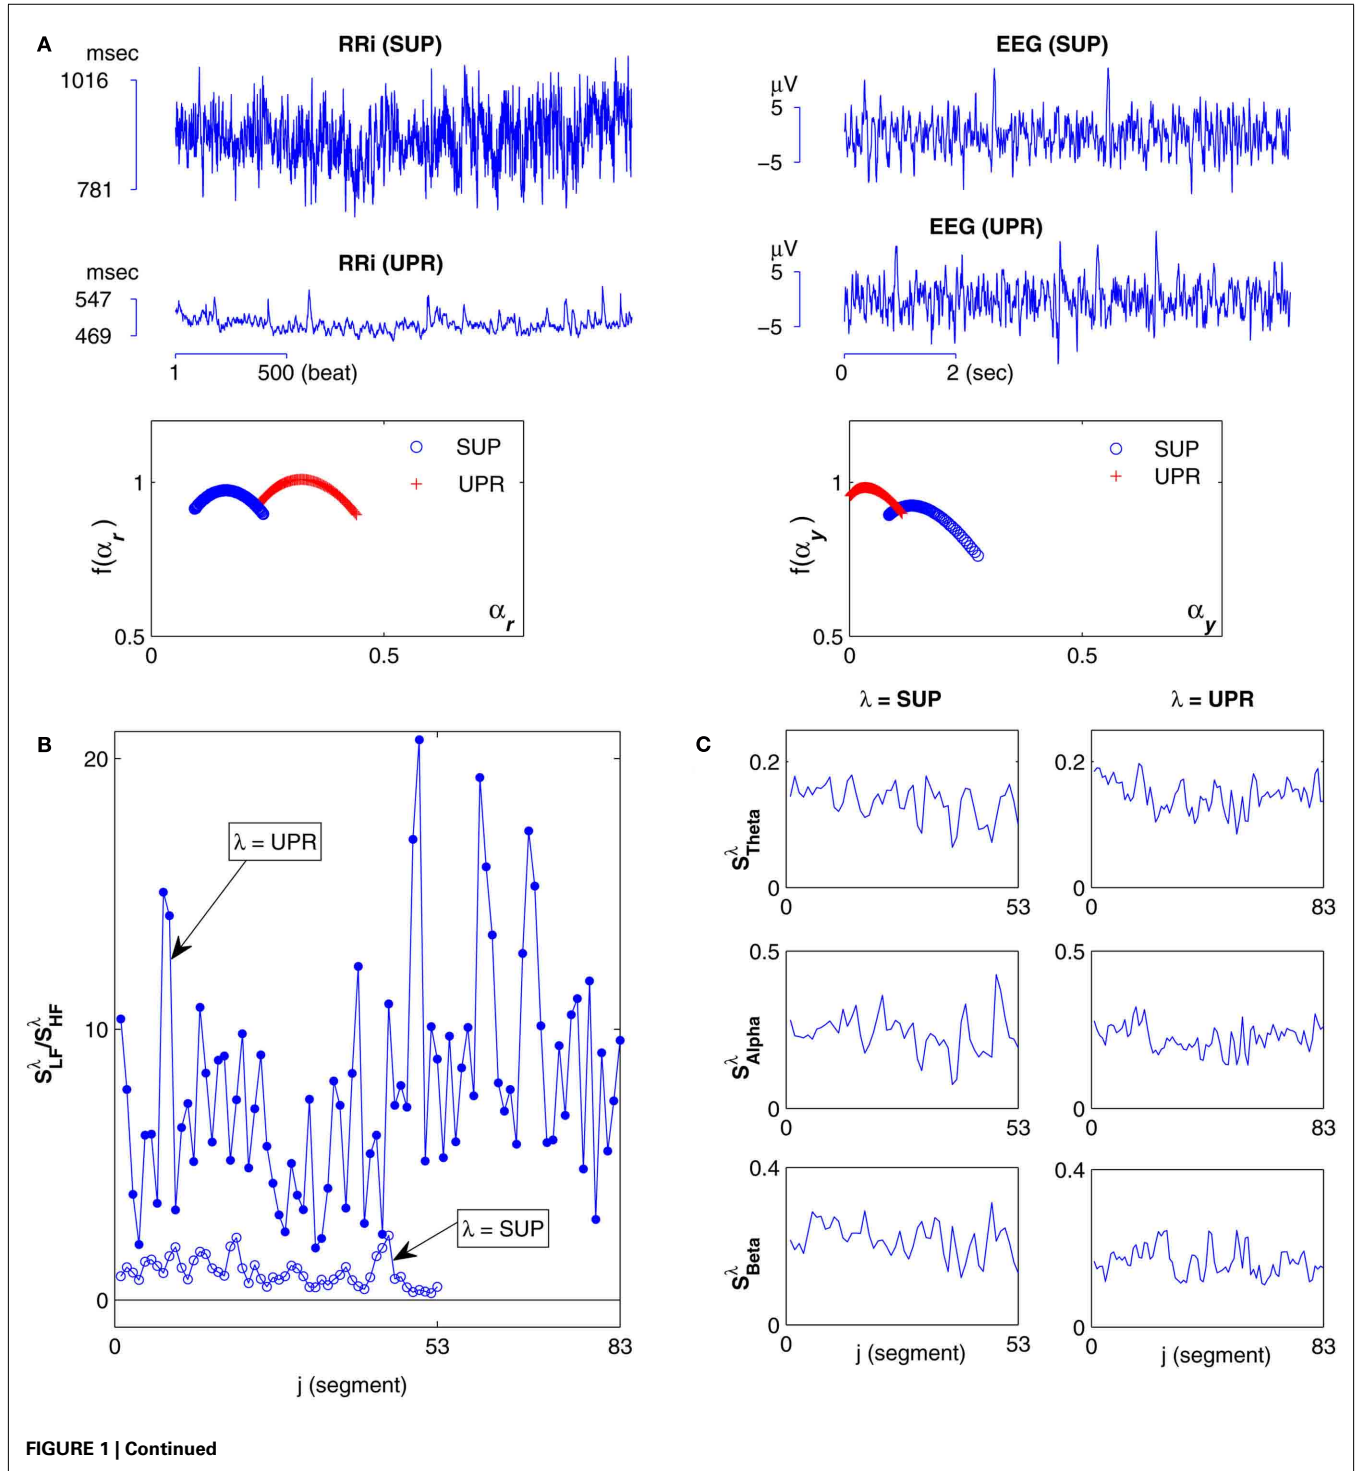 A
RRi (SUP)
msec
1016
781
RRi (UPR)
msec
547
469
1 500 (beat)
EEG (SUP)
μV
5
−5
EEG (UPR)
μV
5
−5
0 2 (sec)
SUP
UPR
1
f(α_r)
0.5
α_r
0 0.5
SUP
UPR
1
f(α_y)
0.5
α_y
0 0.5
B
20
λ = UPR
10
S^λ_LF/S^λ_HF
λ = SUP
0
0 53 83
j (segment)
C
λ = SUP λ = UPR
0.2 0.2
S^λ_Theta
0 0
0 53 0 83
0.5 0.5
S^λ_Alpha
0 0
0 53 0 83
0.4 0.4
S^λ_Beta
0 0
0 53 0 83
j (segment) j (segment)
FIGURE 1 | Continued